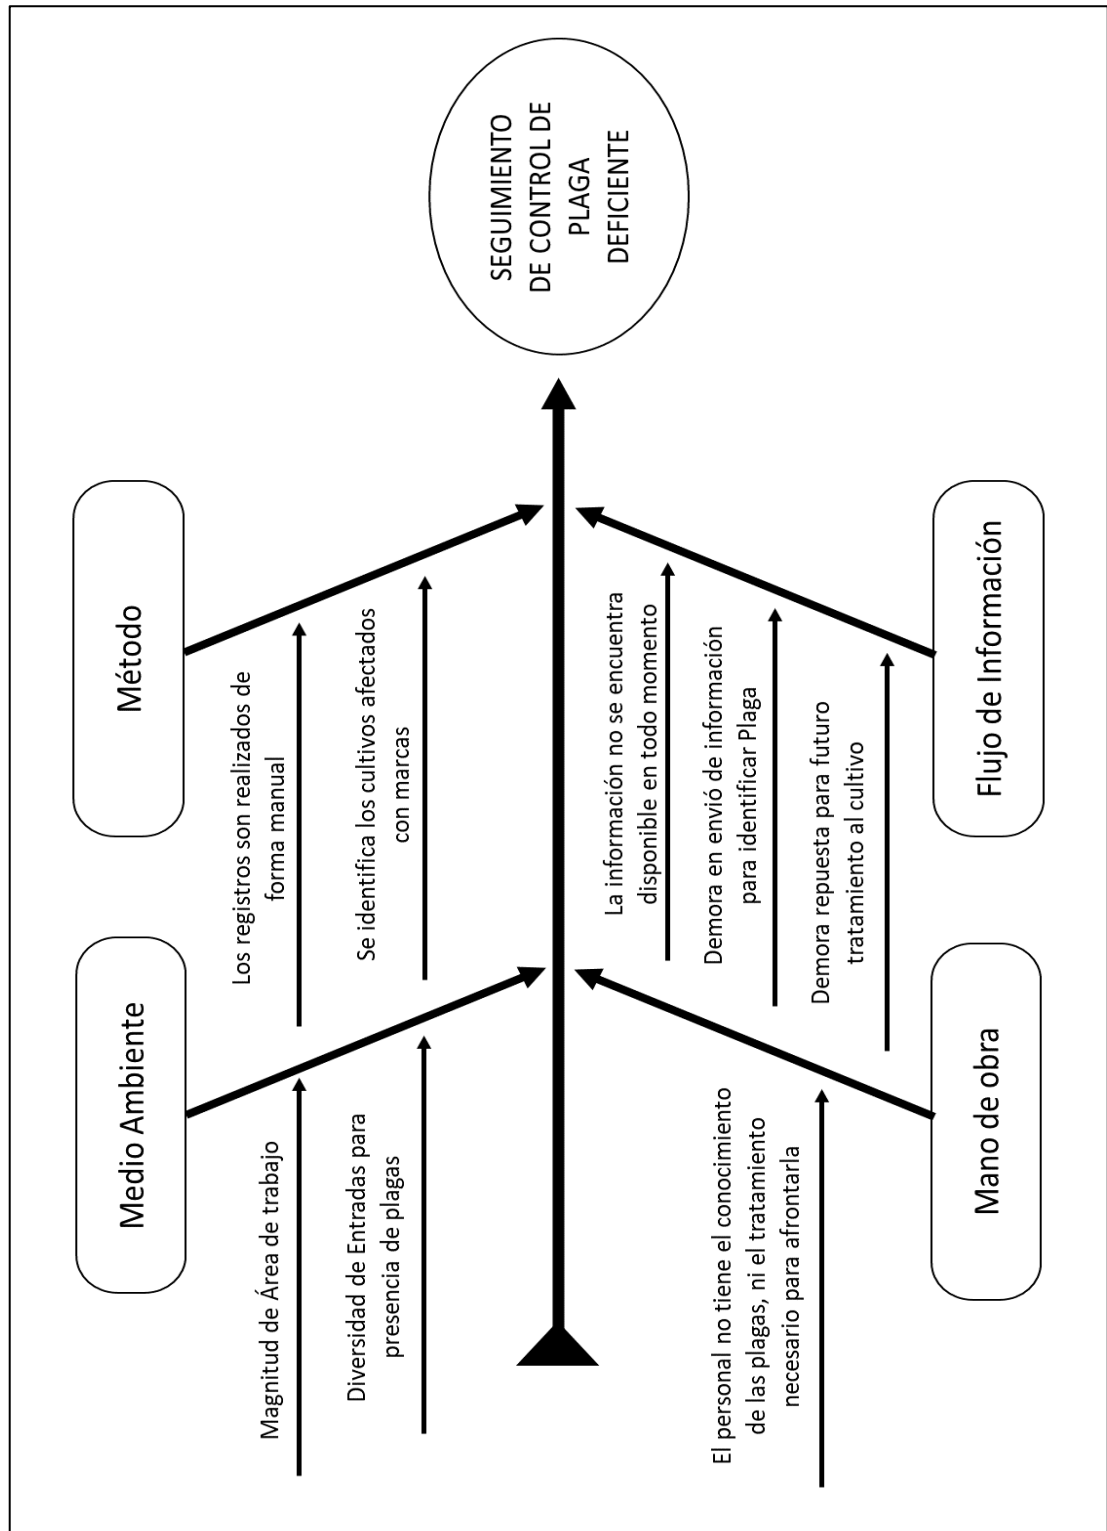 Medio Ambiente
Método
Magnitud de Área de trabajo
Diversidad de Entradas para
presencia de plagas
Los registros son realizados de
forma manual
Se identifica los cultivos afectados
con marcas
SEGUIMIENTO
DE CONTROL DE
PLAGA
DEFICIENTE
El personal no tiene el conocimiento
de las plagas, ni el tratamiento
necesario para afrontarla
La información no se encuentra
disponible en todo momento
Demora en envió de información
para identificar Plaga
Demora repuesta para futuro
tratamiento al cultivo
Mano de obra
Flujo de Información